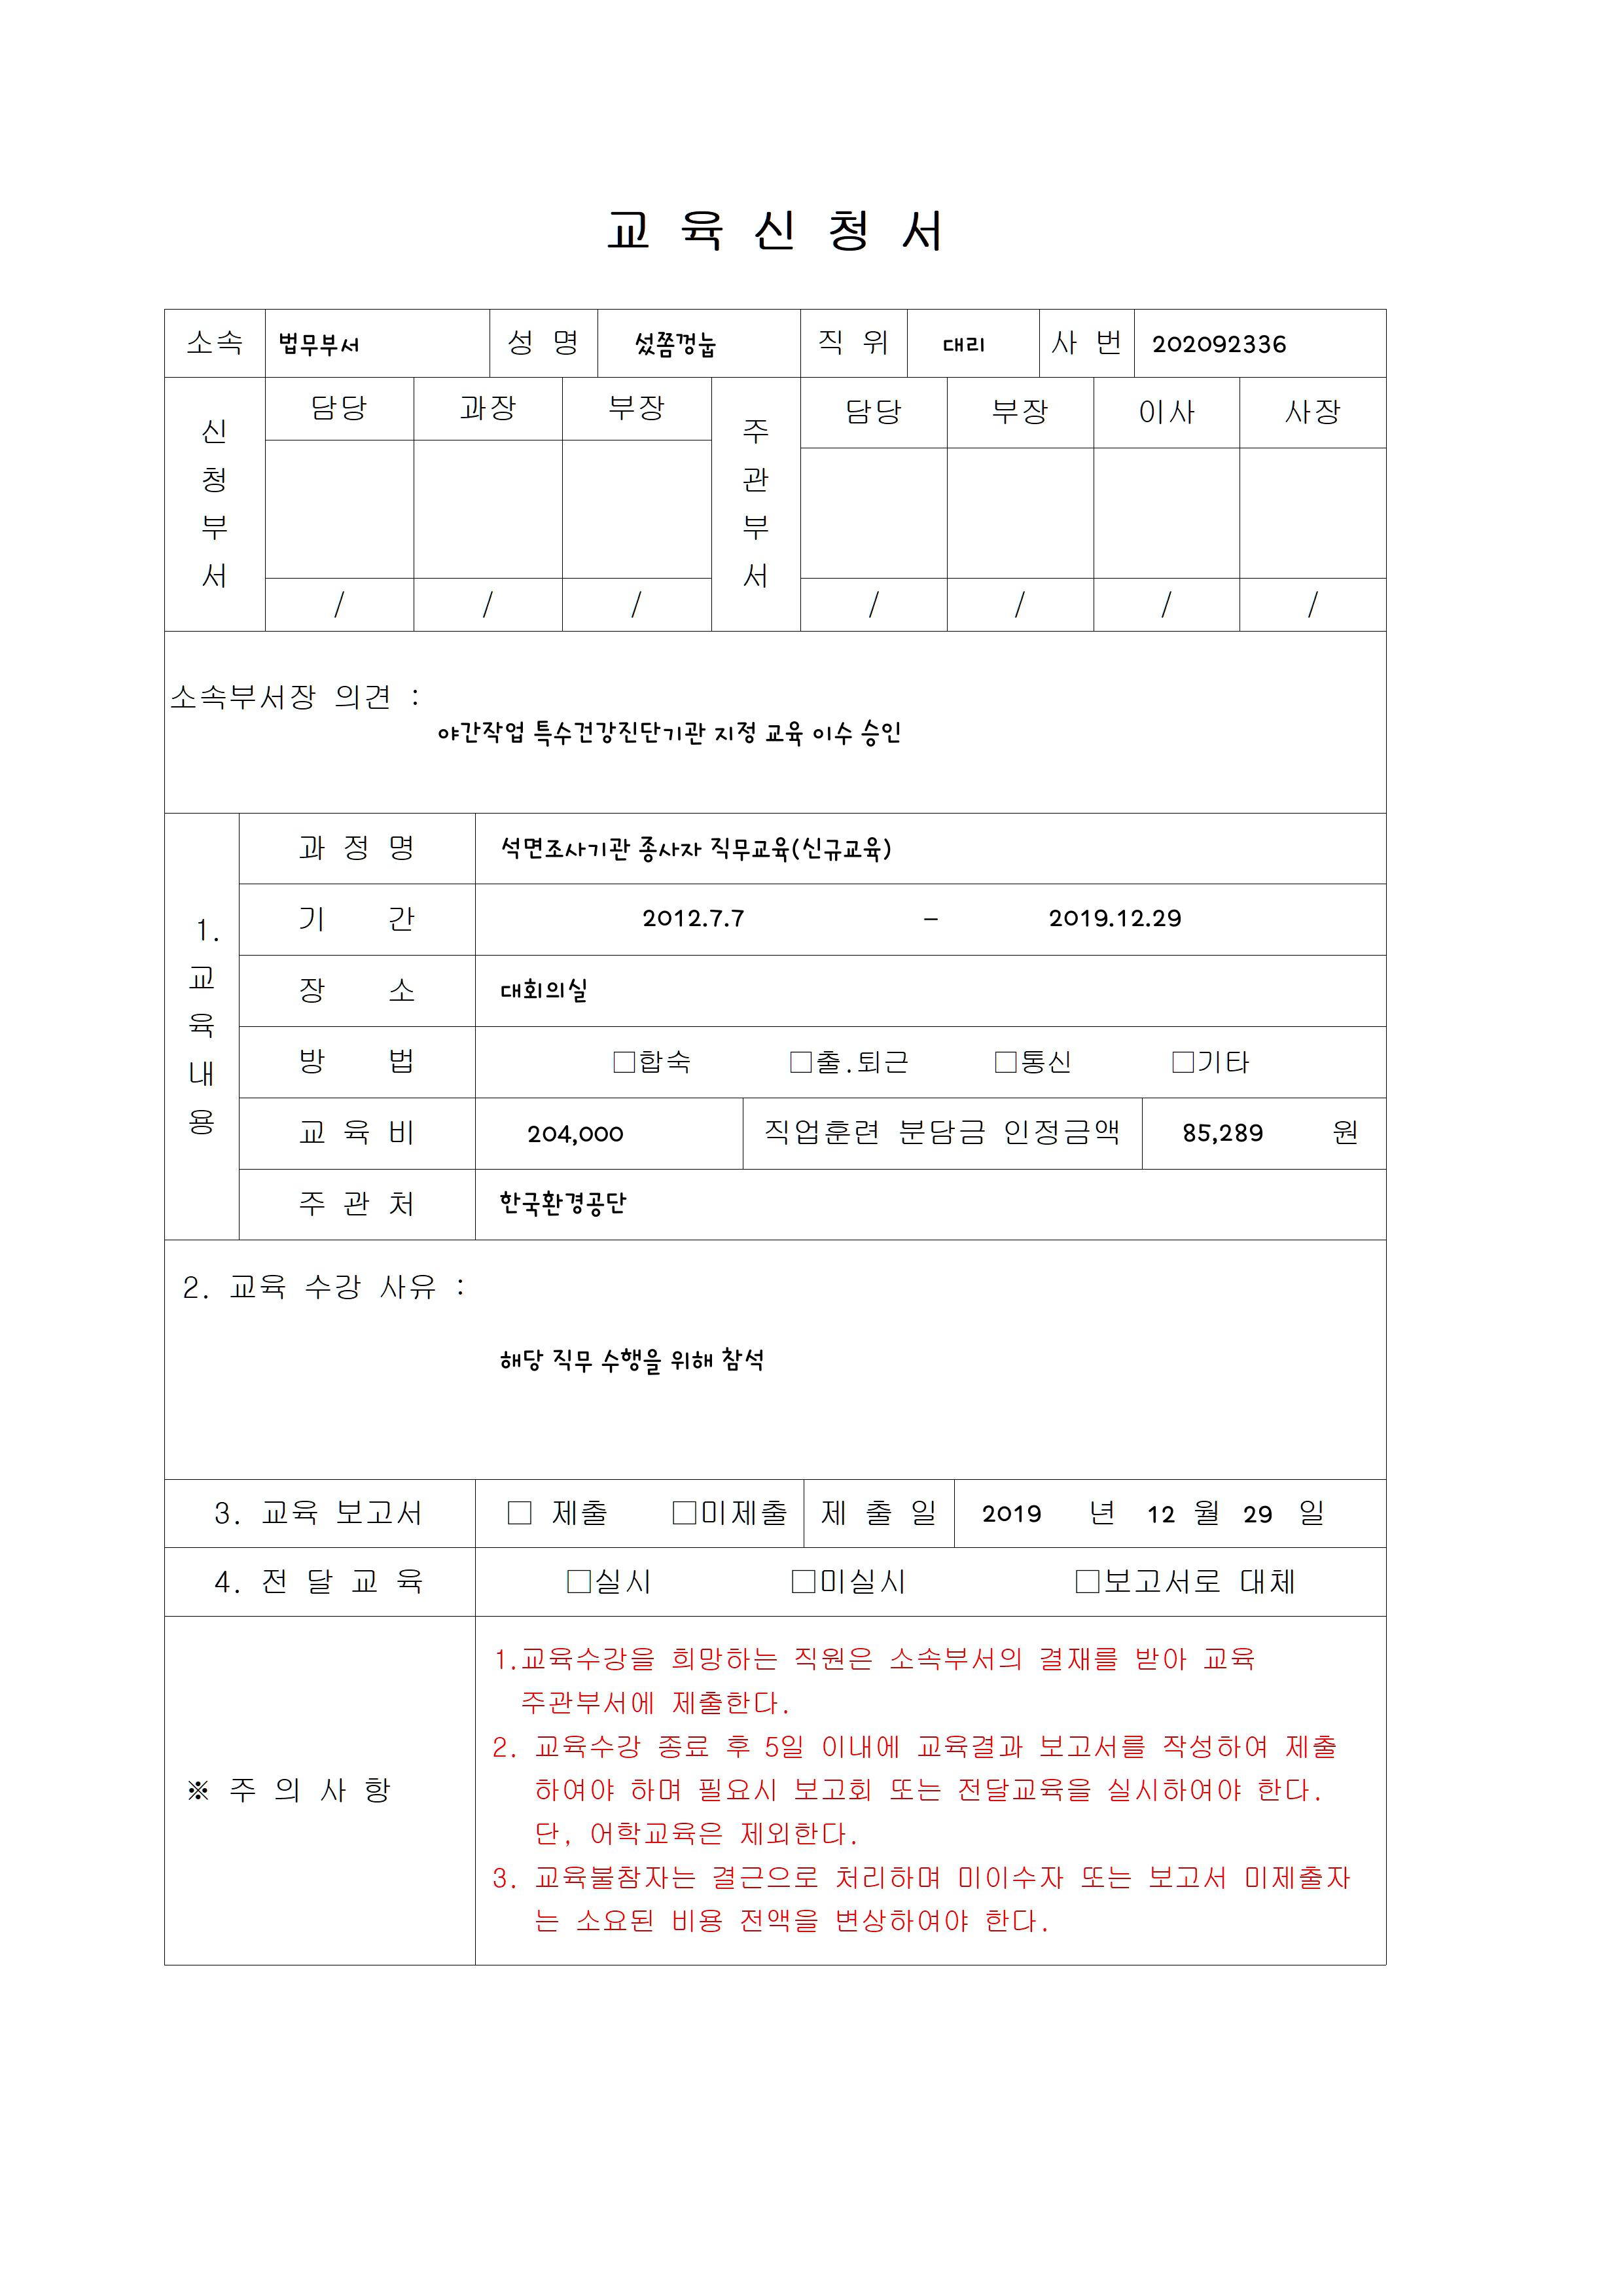 교 육 신 청 서
소속 법무부서 성 명 섰쫌껑눕 직 위 대리 사 번 202092336
신청부서 담당 과장 부장 주관부서 담당 부장 이사 사장
/ / / / / / /
소속부서장 의견 :
야간작업 특수건강진단기관 지정 교육 이수 승인
1. 교육내용
과 정 명 석면조사기관 종사자 직무교육(신규교육)
기 간 2012.7.7 - 2019.12.29
장 소 대회의실
방 법 □합숙 □출.퇴근 □통신 □기타
교 육 비 204,000 직업훈련 분담금 인정금액 85,289 원
주 관 처 한국환경공단
2. 교육 수강 사유 :
해당 직무 수행을 위해 참석
3. 교육 보고서 □ 제출 □미제출 제 출 일 2019 년 12 월 29 일
4. 전 달 교 육 □실시 □미실시 □보고서로 대체
※ 주 의 사 항
1.교육수강을 희망하는 직원은 소속부서의 결재를 받아 교육
주관부서에 제출한다.
2. 교육수강 종료 후 5일 이내에 교육결과 보고서를 작성하여 제출
하여야 하며 필요시 보고회 또는 전달교육을 실시하여야 한다.
단, 어학교육은 제외한다.
3. 교육불참자는 결근으로 처리하며 미이수자 또는 보고서 미제출자
는 소요된 비용 전액을 변상하여야 한다.